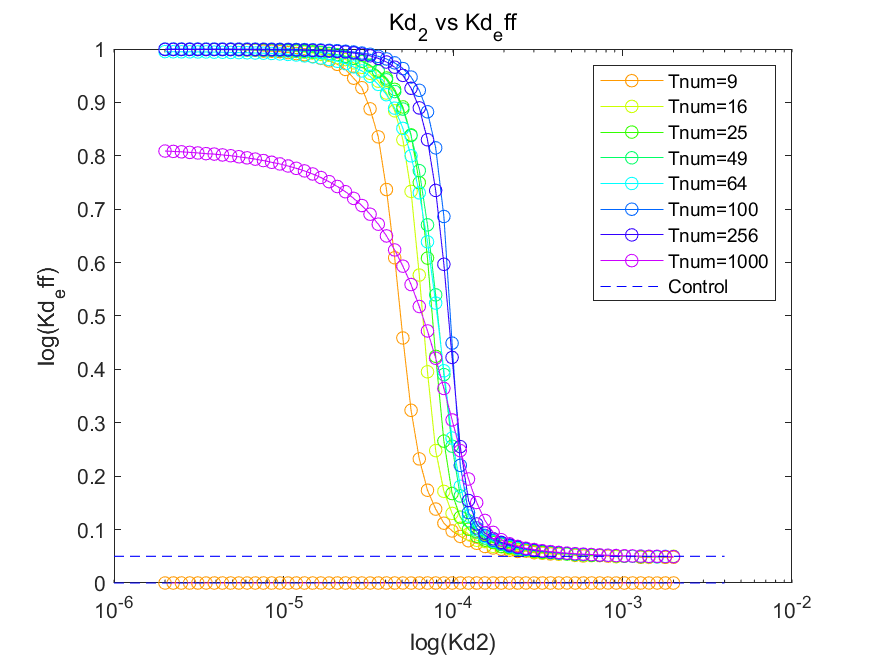 Kd₂ vs Kdₑff
log(Kdₑff)
1
0.9
0.8
0.7
0.6
0.5
0.4
0.3
0.2
0.1
0
Tnum=9
Tnum=16
Tnum=25
Tnum=49
Tnum=64
Tnum=100
Tnum=256
Tnum=1000
Control
10⁻⁶ 10⁻⁵ 10⁻⁴ 10⁻³ 10⁻²
log(Kd2)